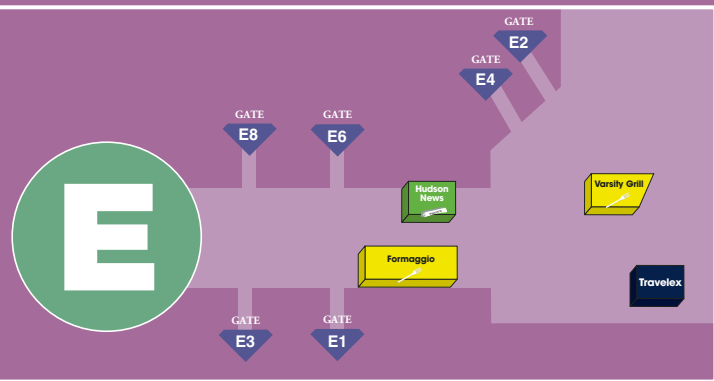 GATE
E2
GATE
E4
GATE
E8
GATE
E6
E
Hudson
News
Varsity Grill
Formaggio
Travelex
GATE
E3
GATE
E1